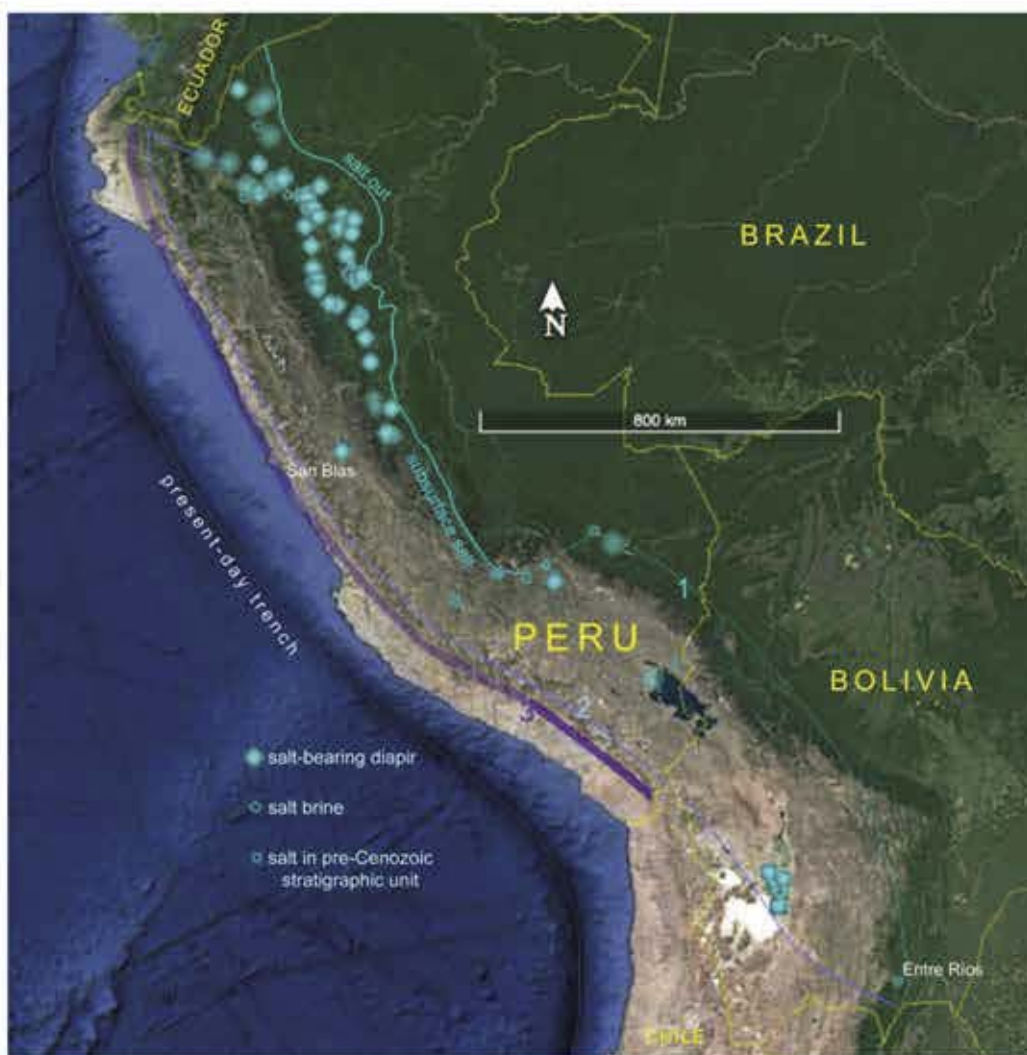 ECUADOR
salt out
BRAZIL
N
800 km
San Blas
subsurface salt
present-day trench
1
PERU
BOLIVIA
2
3
salt-bearing diapir
salt brine
salt in pre-Cenozoic
stratigraphic unit
Entre Ríos
CHILE